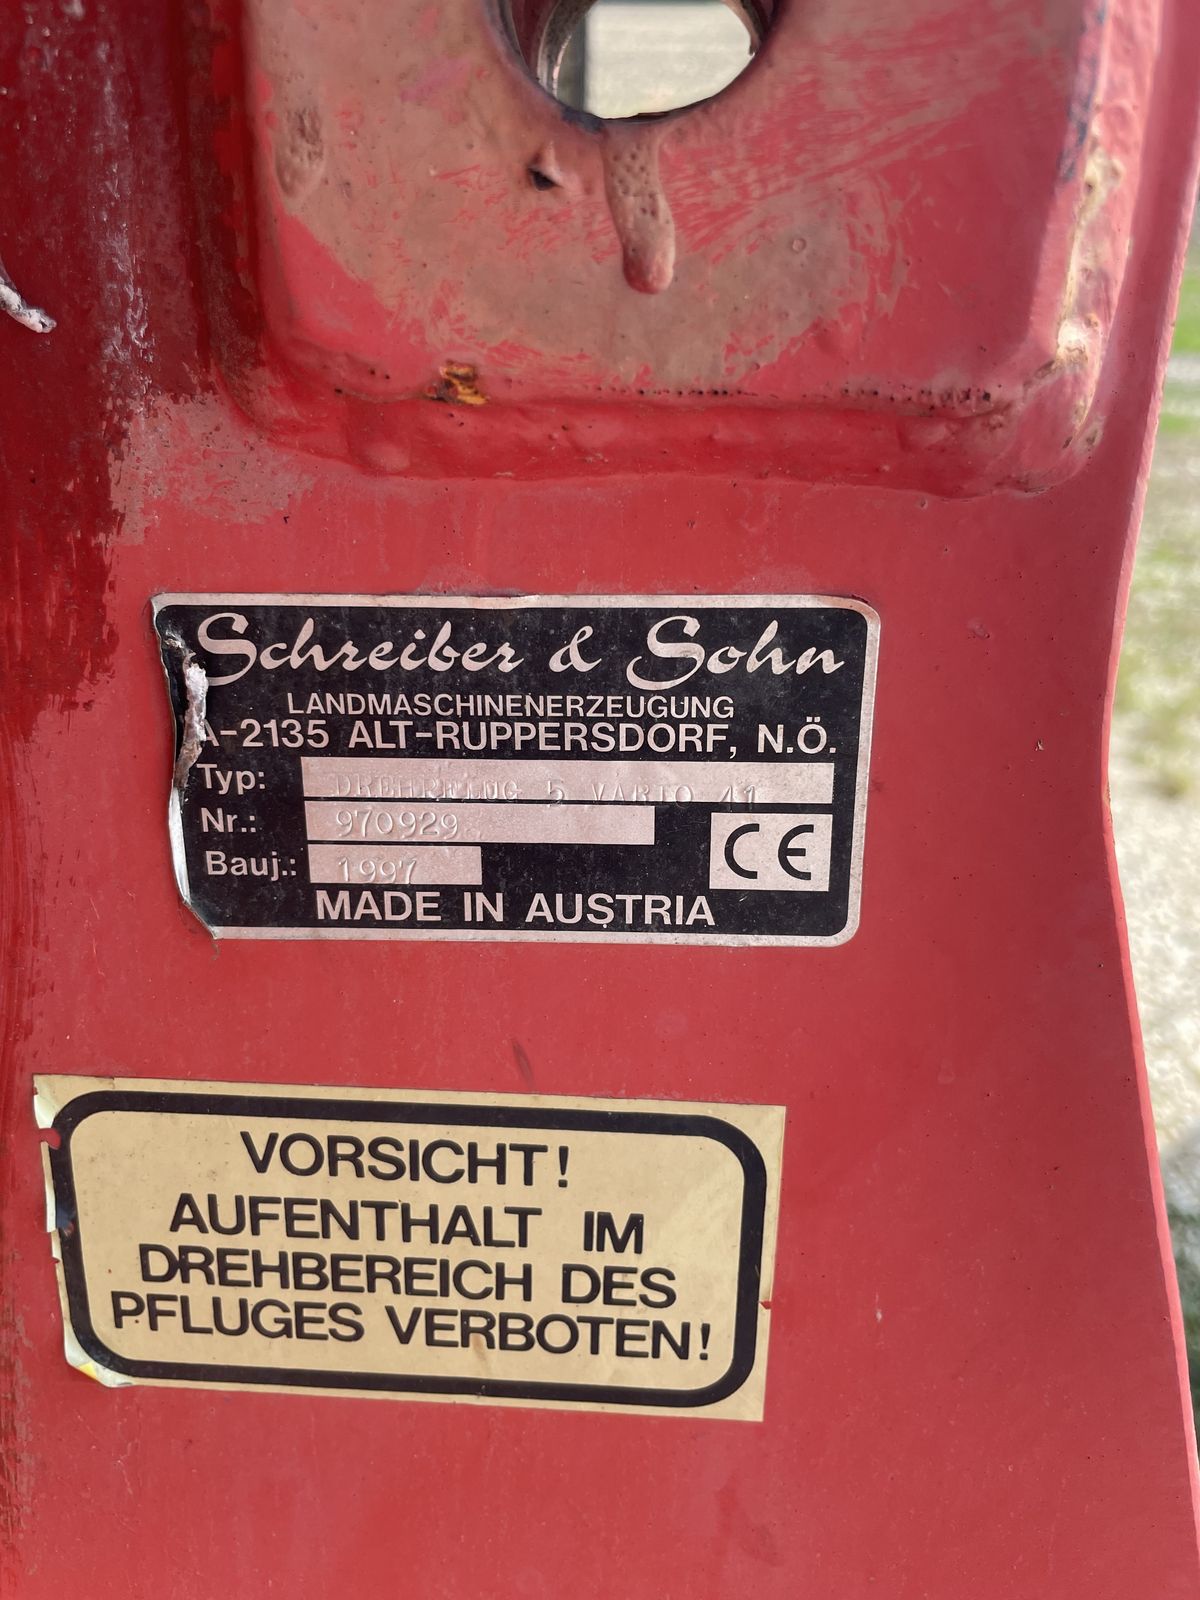 Schreiber & Sohn
LANDMASCHINENERZEUGUNG
A-2135 ALT-RUPPERSDORF, N.Ö.
Typ: DREHPFLUG 5 VARIO 41
Nr.: 970929
Bauj.: 1997
CE
MADE IN AUSTRIA
VORSICHT!
AUFENTHALT IM
DREHBEREICH DES
PFLUGES VERBOTEN!